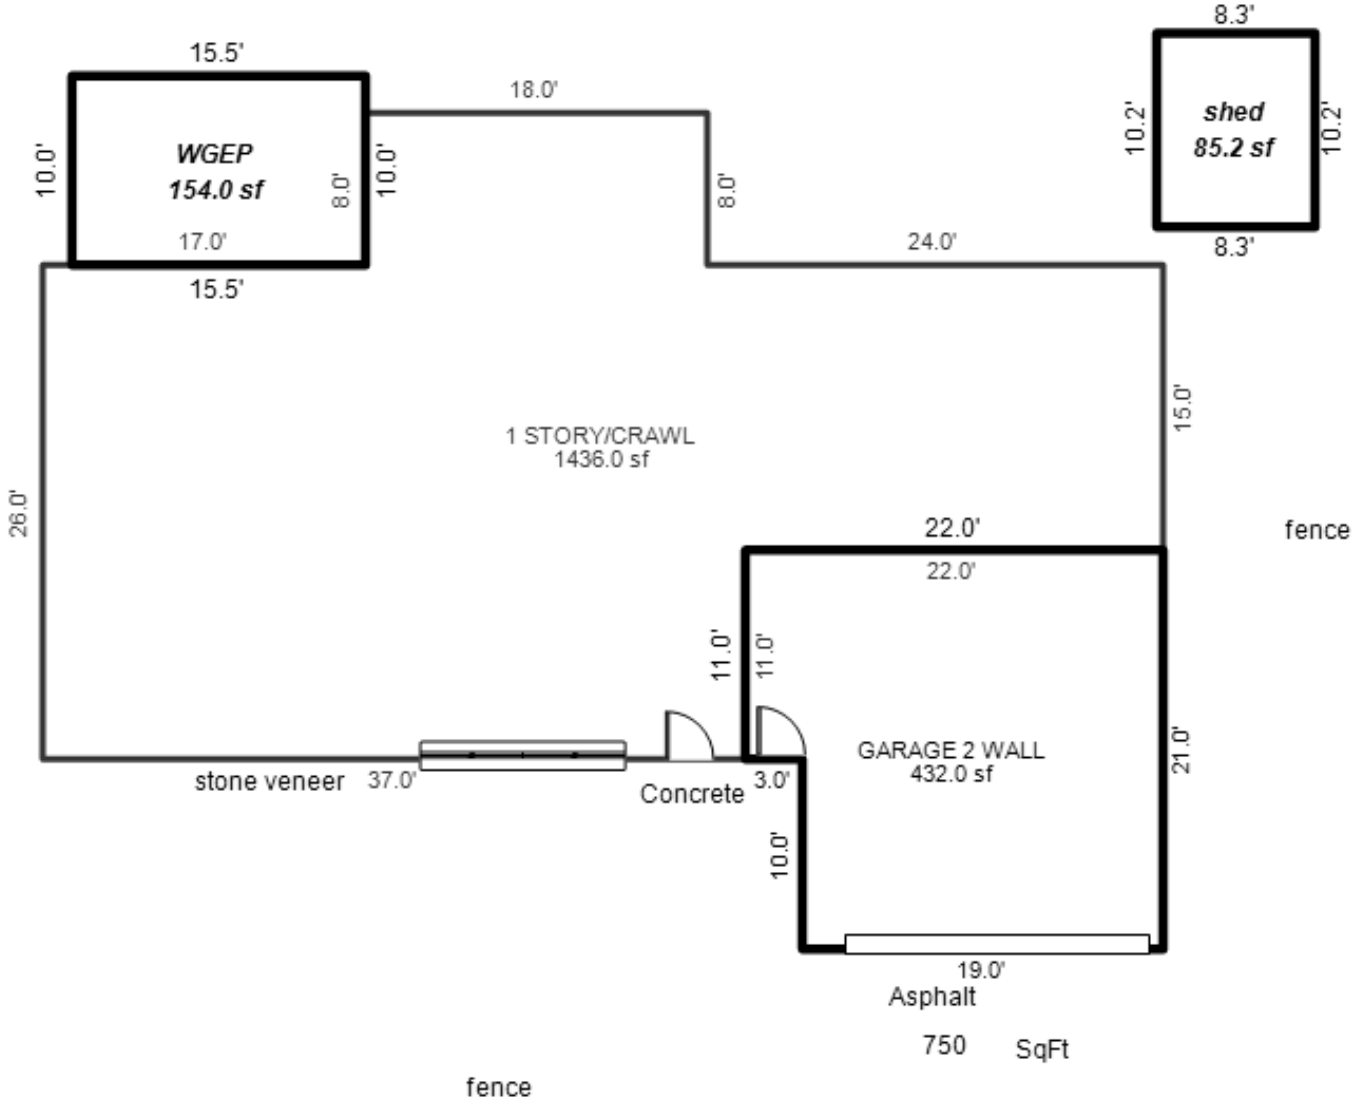 8.3'
15.5'
18.0'
WGEP
154.0 sf
10.0'
8.0'
10.0'
8.0'
10.2'
shed
85.2 sf
10.2'
17.0'
24.0'
8.3'
15.5'
15.0'
1 STORY/CRAWL
1436.0 sf
26.0'
22.0'
fence
22.0'
11.0'
11.0'
GARAGE 2 WALL
432.0 sf
21.0'
stone veneer
37.0'
Concrete
3.0'
10.0'
19.0'
Asphalt
750 SqFt
fence